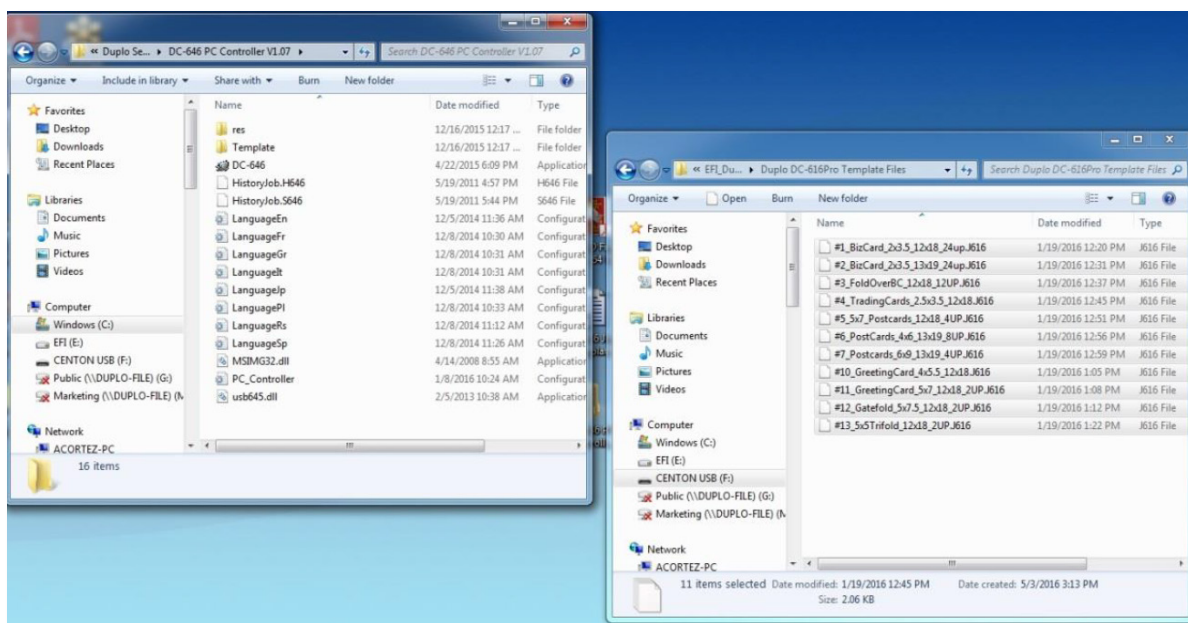 « Duplo Se... ▸ DC-646 PC Controller V1.07 ▸
Search DC-646 PC Controller V1.07
Organize Include in library Share with Burn New folder
Favorites
Desktop
Downloads
Recent Places
Libraries
Documents
Music
Pictures
Videos
Computer
Windows (C:)
EFI (E:)
CENTON USB (F:)
Public (\\DUPLO-FILE) (G:)
Marketing (\\DUPLO-FILE) (M
Network
ACORTEZ-PC
Name Date modified Type
res 12/16/2015 12:17 ... File folder
Template 12/16/2015 12:17 ... File folder
DC-646 4/22/2015 6:09 PM Application
HistoryJob.H646 5/19/2011 4:57 PM H646 File
HistoryJob.S646 5/19/2011 5:44 PM S646 File
LanguageEn 12/5/2014 11:36 AM Configurat
LanguageFr 12/8/2014 10:30 AM Configurat
LanguageGr 12/8/2014 10:31 AM Configurat
LanguageIt 12/8/2014 10:31 AM Configurat
LanguageJp 12/5/2014 11:38 AM Configurat
LanguagePl 12/8/2014 10:33 AM Configurat
LanguageRs 12/8/2014 11:12 AM Configurat
LanguageSp 12/8/2014 11:26 AM Configurat
MSIMG32.dll 4/14/2008 8:55 AM Application
PC_Controller 1/8/2016 10:24 AM Configurat
usb645.dll 2/5/2013 10:38 AM Application
16 items
« EFI_Du... ▸ Duplo DC-616Pro Template Files
Search Duplo DC-616Pro Template Files
Organize Open Burn New folder
Favorites
Desktop
Downloads
Recent Places
Libraries
Documents
Music
Pictures
Videos
Computer
Windows (C:)
EFI (E:)
CENTON USB (F:)
Public (\\DUPLO-FILE) (G:)
Marketing (\\DUPLO-FILE) (M
Network
ACORTEZ-PC
Name Date modified Type
#1_BizCard_2x3.5_12x18_24up.J616 1/19/2016 12:20 PM J616 File
#2_BizCard_2x3.5_13x19_24up.J616 1/19/2016 12:31 PM J616 File
#3_FoldOverBC_12x18_12UP.J616 1/19/2016 12:37 PM J616 File
#4_TradingCards_2.5x3.5_12x18.J616 1/19/2016 12:45 PM J616 File
#5_5x7_Postcards_12x18_4UP.J616 1/19/2016 12:51 PM J616 File
#6_PostCards_4x6_13x19_8UP.J616 1/19/2016 12:56 PM J616 File
#7_Postcards_6x9_13x19_4UP.J616 1/19/2016 12:59 PM J616 File
#10_GreetingCard_4x5.5_12x18.J616 1/19/2016 1:05 PM J616 File
#11_GreetingCard_5x7_12x18_2UP.J616 1/19/2016 1:08 PM J616 File
#12_Gatefold_5x7.5_12x18_2UP.J616 1/19/2016 1:12 PM J616 File
#13_5x5Trifold_12x18_2UP.J616 1/19/2016 1:22 PM J616 File
11 items selected Date modified: 1/19/2016 12:45 PM Date created: 5/3/2016 3:13 PM
Size: 2.06 KB